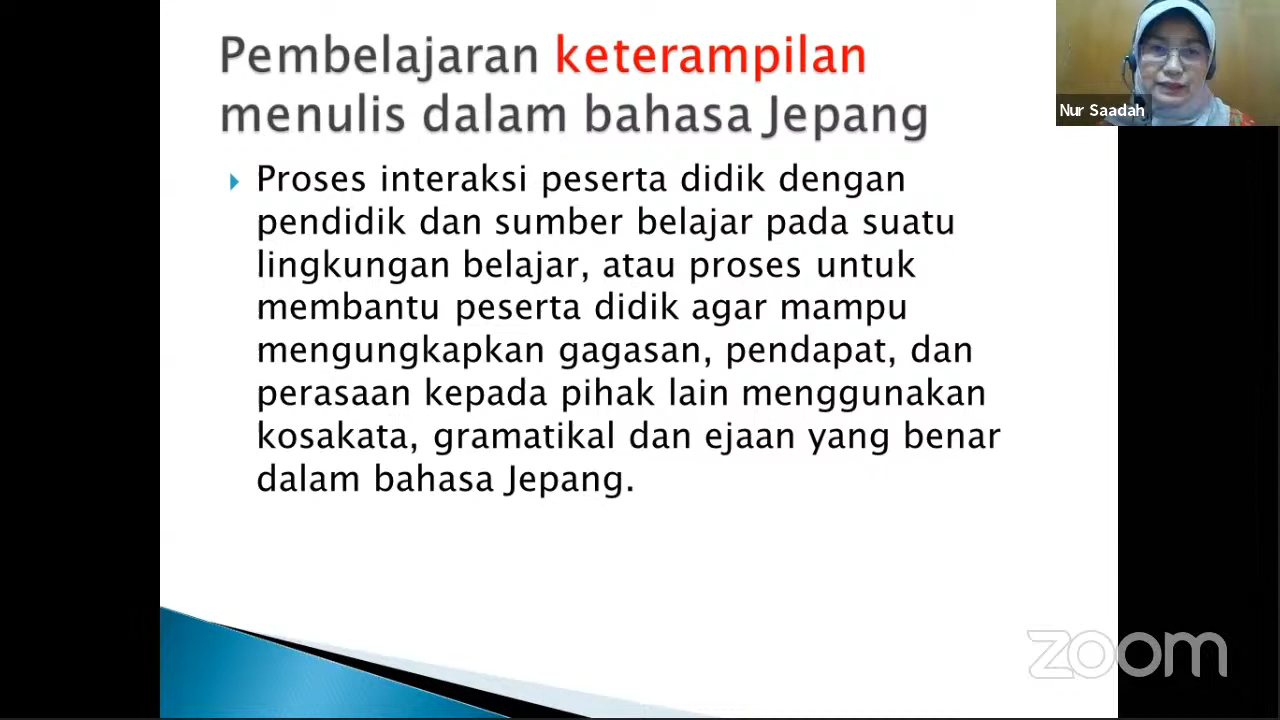 Pembelajaran keterampilan
menulis dalam bahasa Jepang
Nur Saadah
Proses interaksi peserta didik dengan
pendidik dan sumber belajar pada suatu
lingkungan belajar, atau proses untuk
membantu peserta didik agar mampu
mengungkapkan gagasan, pendapat, dan
perasaan kepada pihak lain menggunakan
kosakata, gramatikal dan ejaan yang benar
dalam bahasa Jepang.
zoom